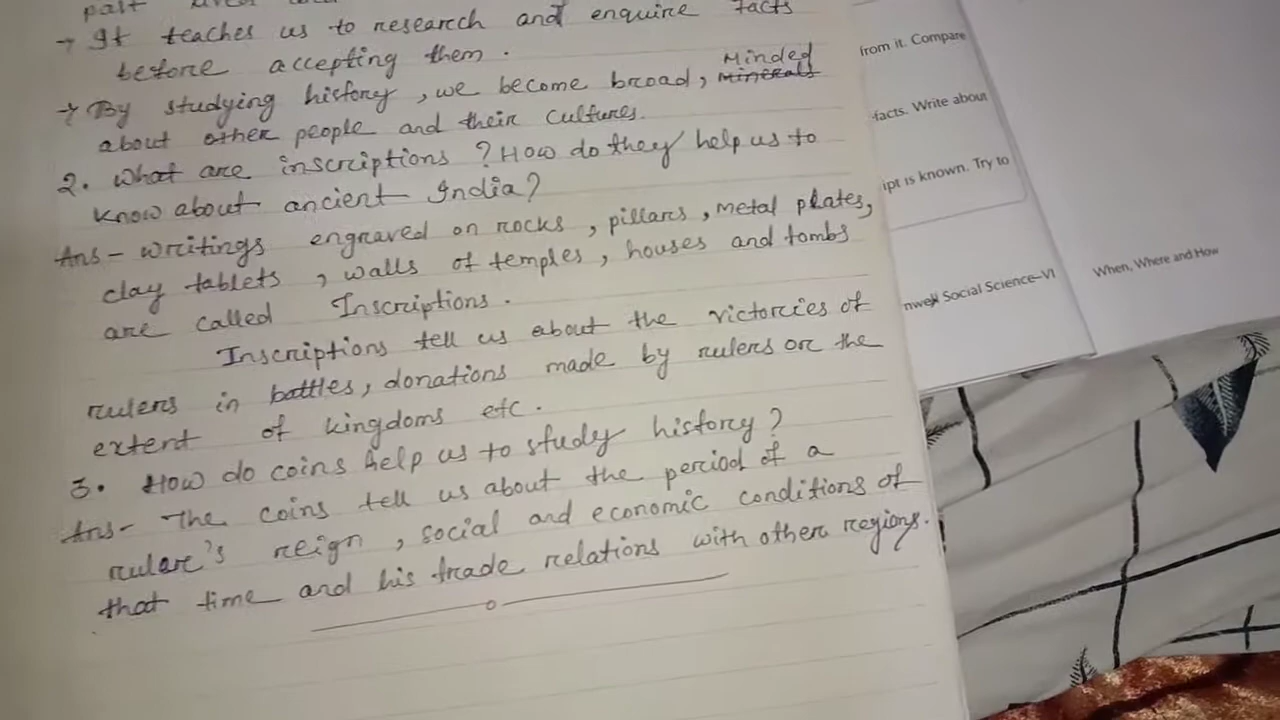 past
→ It teaches us to research and enquire facts
before accepting them.
→ By studying history, we become broad, Minded minerals
about other people and their cultures.
2. What are inscriptions ? How do they help us to
know about ancient India?
Ans - Writings engraved on rocks, pillars, metal plates,
clay tablets, walls of temples, houses and tombs
are called Inscriptions.
Inscriptions tell us about the victories of
rulers in battles, donations made by rulers or the
extent of kingdoms etc.
3. How do coins help us to study history?
Ans - The coins tell us about the period of a
ruler's reign, social and economic conditions of
that time and his trade relations with other regions.
from it. Compare
facts. Write about
ipt is known. Try to
nwell Social Science–VI
When, Where and How